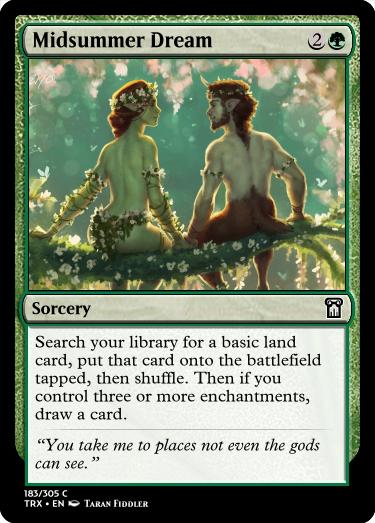 Midsummer Dream 2
Sorcery
Search your library for a basic land
card, put that card onto the battlefield
tapped, then shuffle. Then if you
control three or more enchantments,
draw a card.
“You take me to places not even the gods
can see.”
183/305 C
TRX • EN TARAN FIDDLER